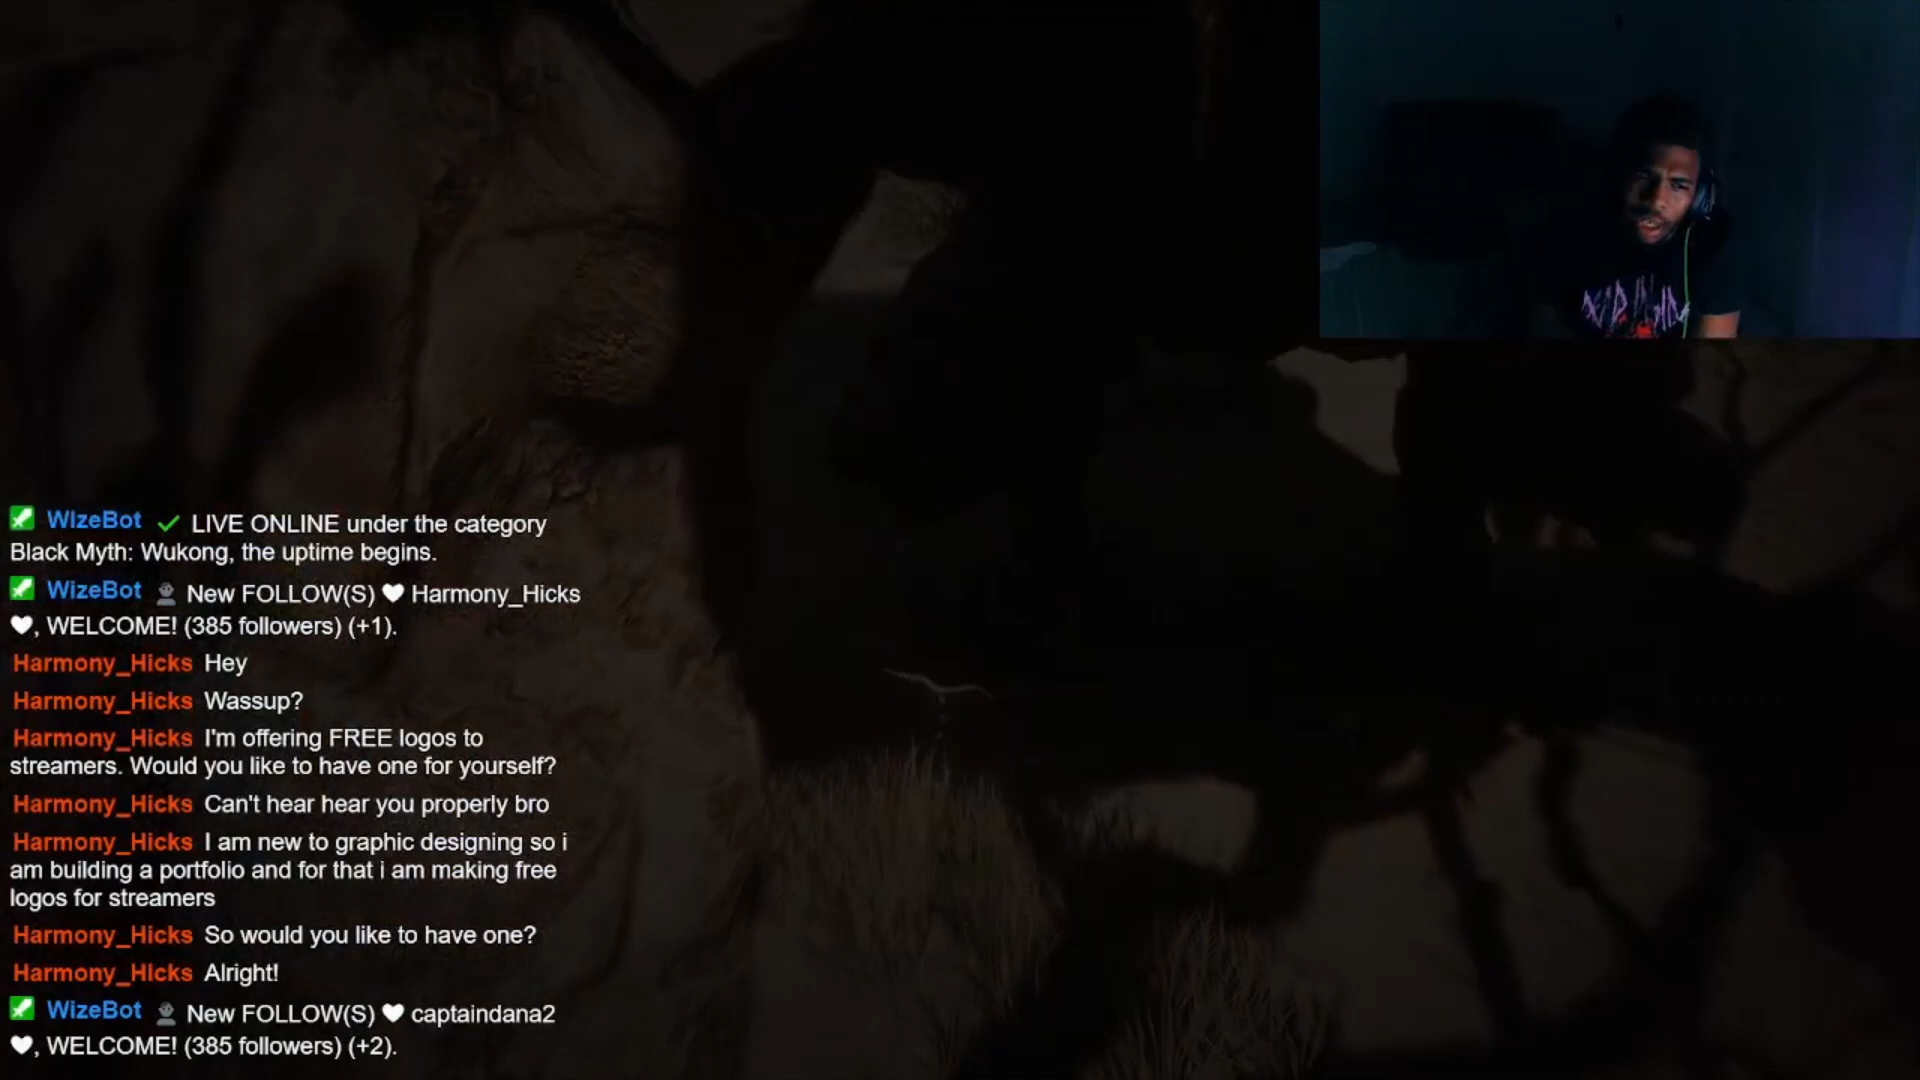 WIzeBot ✓ LIVE ONLINE under the category
Black Myth: Wukong, the uptime begins.
WizeBot New FOLLOW(S) ♥ Harmony_Hicks
♥, WELCOME! (385 followers) (+1).
Harmony_Hicks Hey
Harmony_Hicks Wassup?
Harmony_Hicks I'm offering FREE logos to
streamers. Would you like to have one for yourself?
Harmony_Hicks Can't hear hear you properly bro
Harmony_Hicks I am new to graphic designing so i
am building a portfolio and for that i am making free
logos for streamers
Harmony_Hicks So would you like to have one?
Harmony_Hicks Alright!
WizeBot New FOLLOW(S) ♥ captaindana2
♥, WELCOME! (385 followers) (+2).